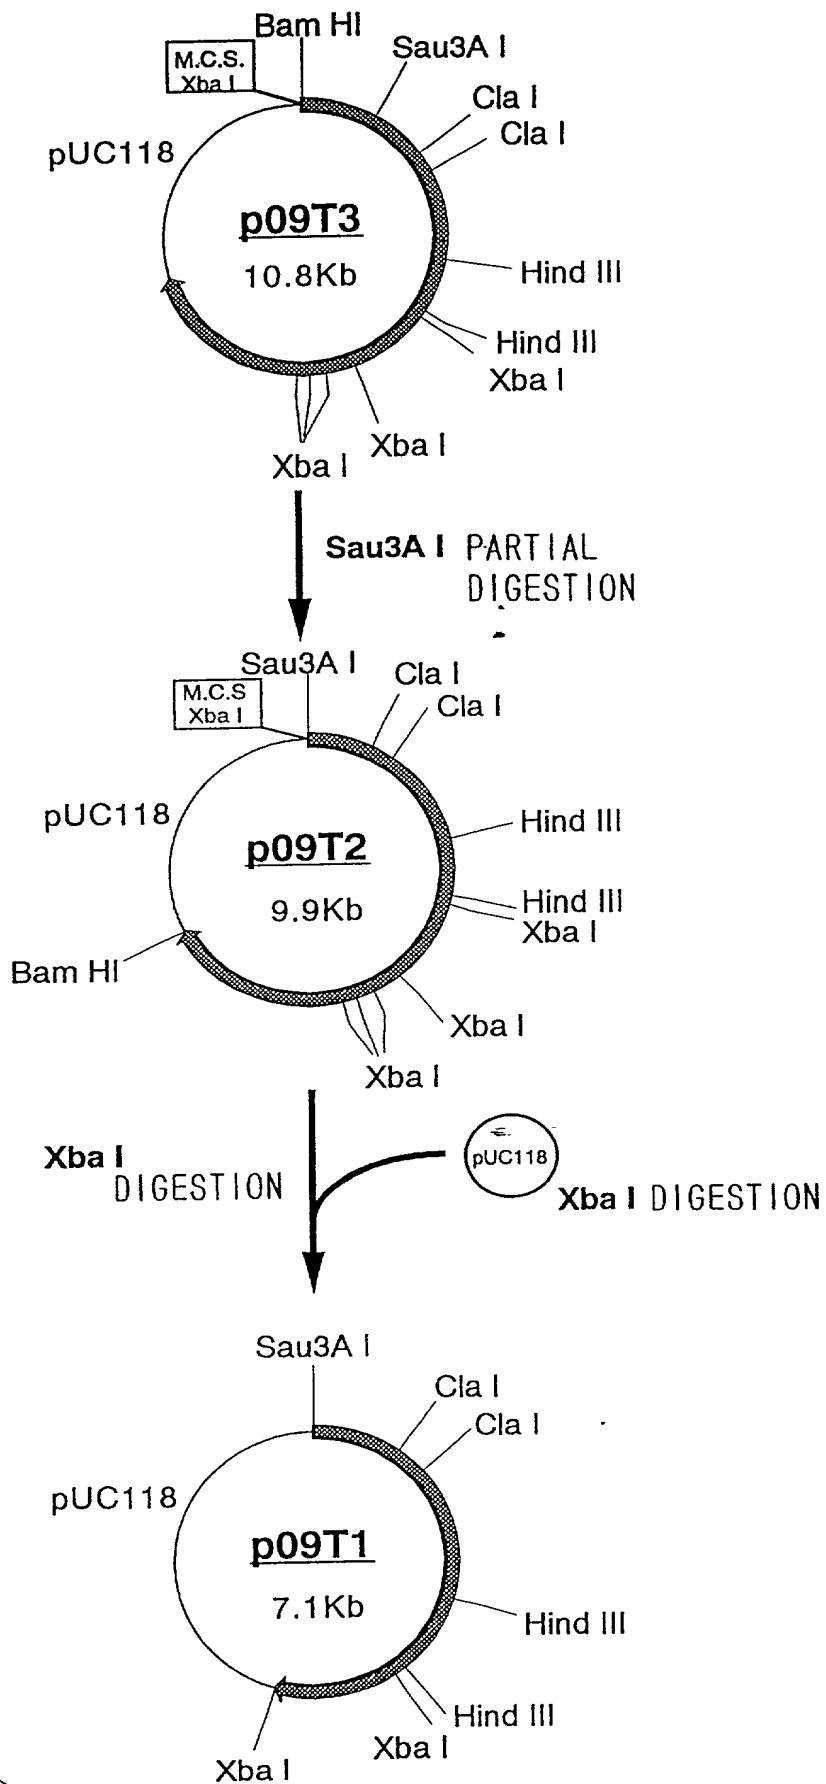 Bam HI
M.C.S.
Xba I
Sau3A I
Cla I
Cla I
pUC118
p09T3
10.8Kb
Hind III
Hind III
Xba I
Xba I
Xba I
Sau3A I PARTIAL
DIGESTION
Sau3A I
M.C.S
Xba I
Cla I
Cla I
pUC118
p09T2
9.9Kb
Hind III
Hind III
Xba I
Bam HI
Xba I
Xba I
Xba I
DIGESTION
pUC118
Xba I DIGESTION
Sau3A I
Cla I
Cla I
pUC118
p09T1
7.1Kb
Hind III
Hind III
Xba I
Xba I